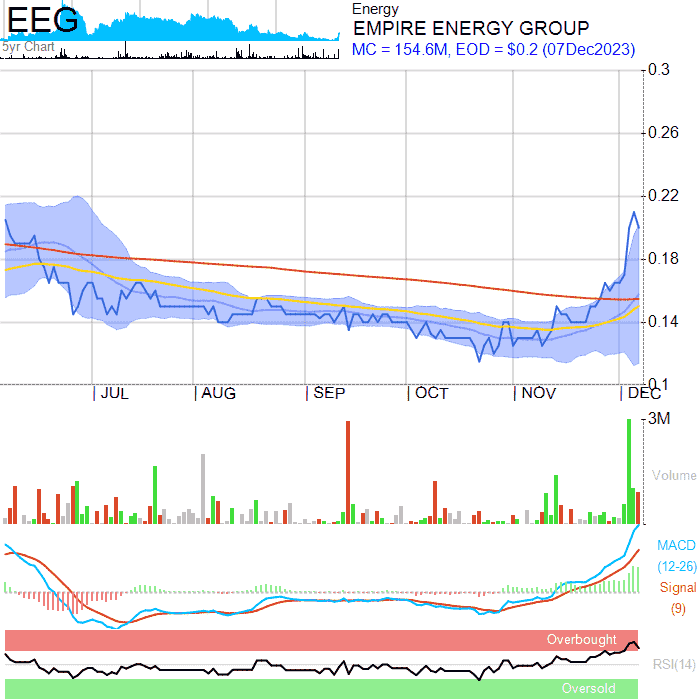 EEG
Energy
EMPIRE ENERGY GROUP
MC = 154.6M, EOD = $0.2 (07Dec2023)
5yr Chart
0.3
0.26
0.22
0.18
0.14
0.1
JUL AUG SEP OCT NOV DEC
3M
Volume
MACD
(12-26)
Signal
(9)
Overbought
RSI(14)
Oversold